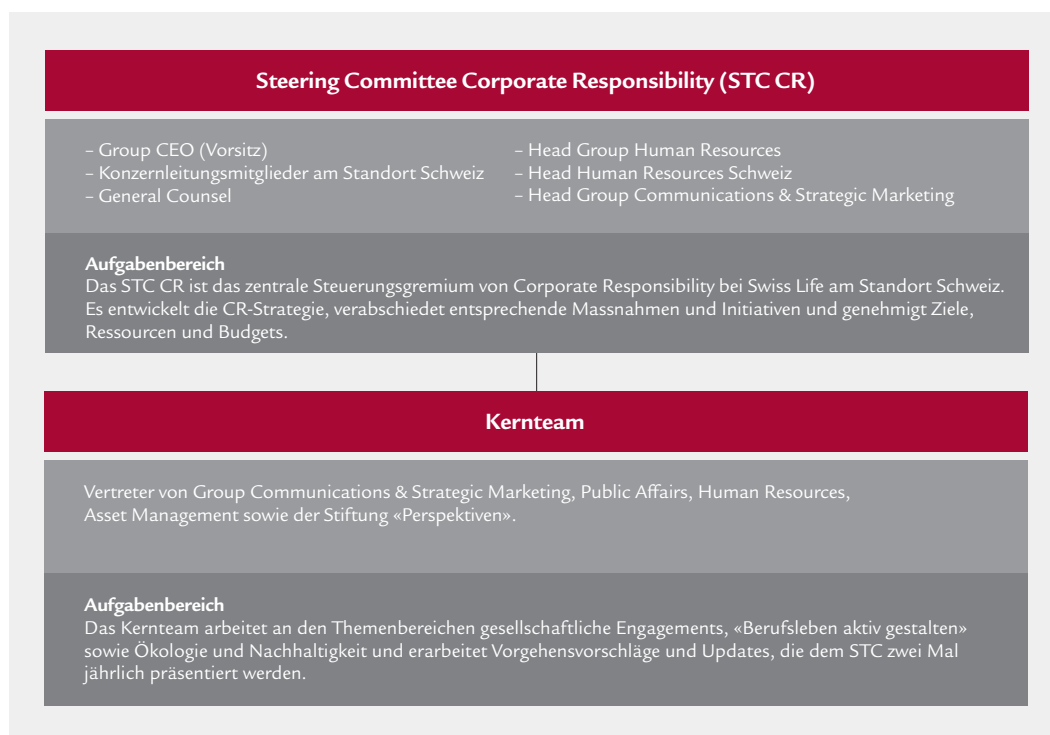 Steering Committee Corporate Responsibility (STC CR)
– Group CEO (Vorsitz)
– Konzernleitungsmitglieder am Standort Schweiz
– General Counsel
– Head Group Human Resources
– Head Human Resources Schweiz
– Head Group Communications & Strategic Marketing
Aufgabenbereich
Das STC CR ist das zentrale Steuerungsgremium von Corporate Responsibility bei Swiss Life am Standort Schweiz.
Es entwickelt die CR-Strategie, verabschiedet entsprechende Massnahmen und Initiativen und genehmigt Ziele,
Ressourcen und Budgets.
Kernteam
Vertreter von Group Communications & Strategic Marketing, Public Affairs, Human Resources,
Asset Management sowie der Stiftung «Perspektiven».
Aufgabenbereich
Das Kernteam arbeitet an den Themenbereichen gesellschaftliche Engagements, «Berufsleben aktiv gestalten»
sowie Ökologie und Nachhaltigkeit und erarbeitet Vorgehensvorschläge und Updates, die dem STC zwei Mal
jährlich präsentiert werden.